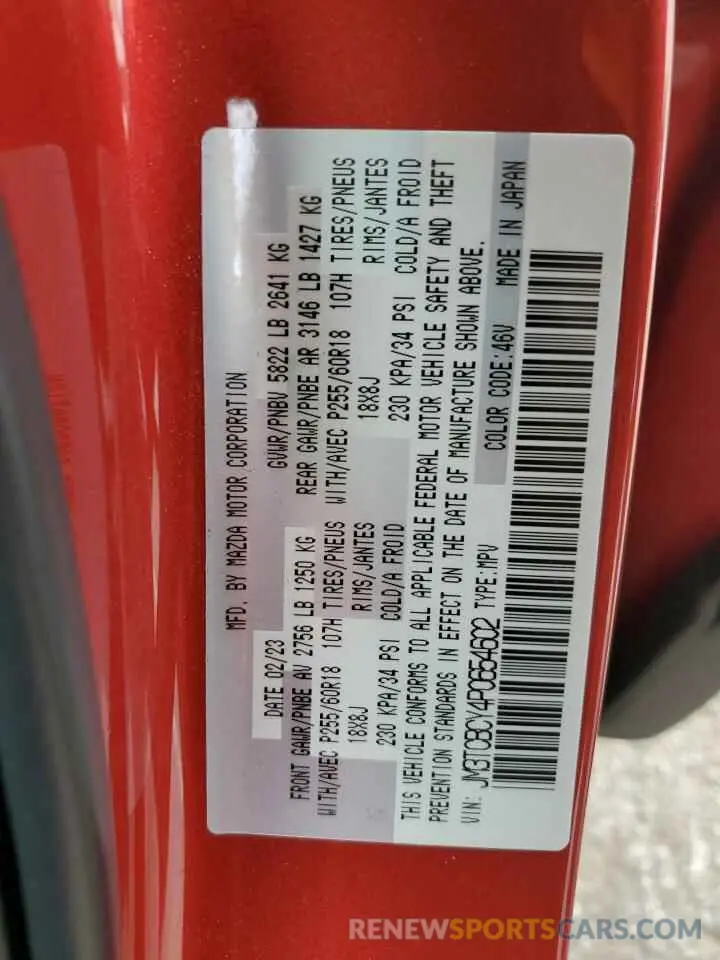 MFD. BY MAZDA MOTOR CORPORATION
DATE 02/23 GVWR/PNBV 5822 LB 2641 KG
FRONT GAWR/PNBE AV 2756 LB 1250 KG REAR GAWR/PNBE AR 3146 LB 1427 KG
WITH/AVEC P255/60R18 107H TIRES/PNEUS WITH/AVEC P255/60R18 107H TIRES/PNEUS
18X8J RIMS/JANTES 18X8J RIMS/JANTES
230 KPA/34 PSI COLD/A FROID 230 KPA/34 PSI COLD/A FROID
THIS VEHICLE CONFORMS TO ALL APPLICABLE FEDERAL MOTOR VEHICLE SAFETY AND THEFT
PREVENTION STANDARDS IN EFFECT ON THE DATE OF MANUFACTURE SHOWN ABOVE.
VIN: JM3TCBCY4P0654602 TYPE:MPV COLOR CODE:46V MADE IN JAPAN
RENEWSPORTSCARS.COM